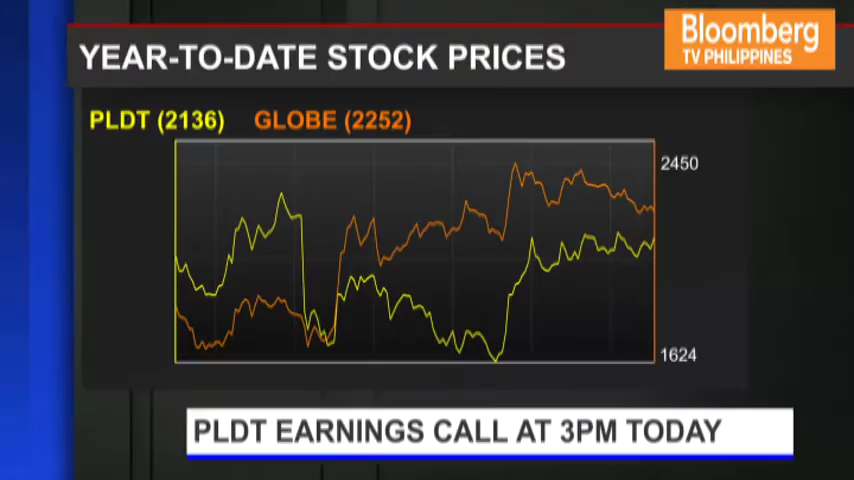 Bloomberg
TV PHILIPPINES
YEAR-TO-DATE STOCK PRICES
PLDT (2136) GLOBE (2252)
2450
1624
PLDT EARNINGS CALL AT 3PM TODAY